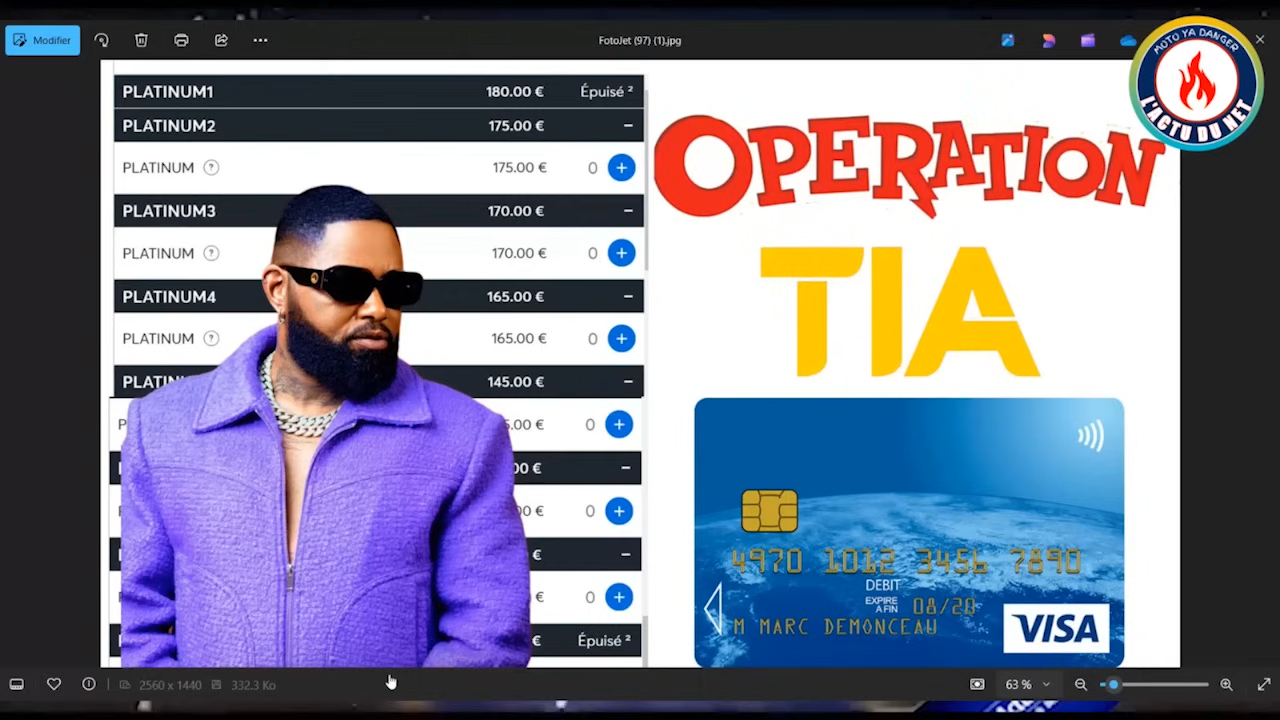 Modifier
FotoJet (97) (1).jpg
MOTO YA DANGER
L'ACTU DU NET
PLATINUM1 180.00 € Épuisé ²
PLATINUM2 175.00 € −
PLATINUM ? 175.00 € 0 +
PLATINUM3 170.00 € −
PLATINUM ? 170.00 € 0 +
PLATINUM4 165.00 € −
PLATINUM ? 165.00 € 0 +
145.00 € −
0 +
€ −
0 +
€ −
€ 0 +
€ Épuisé ²
OPERATION
TIA
4970 1012 3456 7890
DEBIT
EXPIRE
A FIN 08/20
M MARC DEMONCEAU
VISA
2560 x 1440 332.3 Ko
63 %